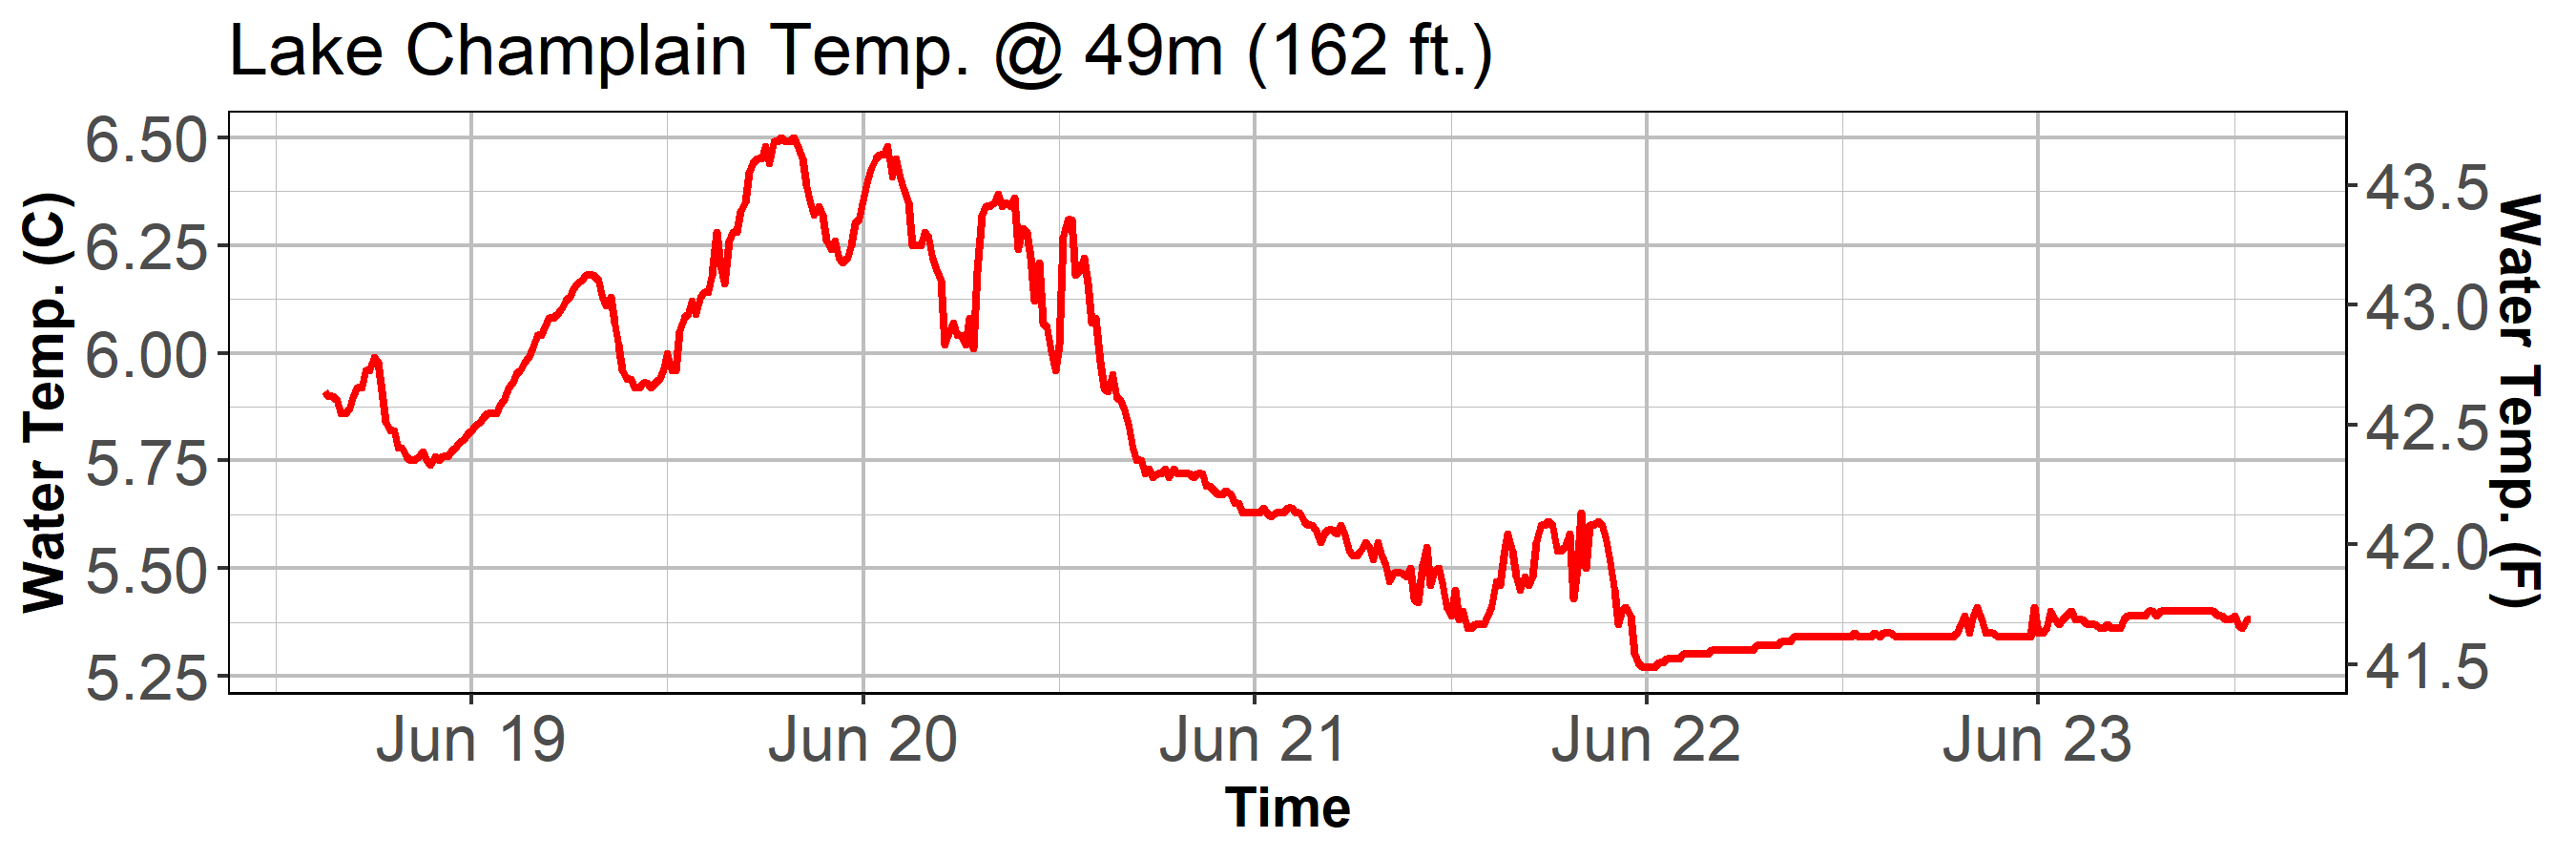 Lake Champlain Temp. @ 49m (162 ft.)
6.50
6.25
6.00
5.75
5.50
5.25
Water Temp. (C)
43.5
43.0
42.5
42.0
41.5
Water Temp. (F)
Jun 19 Jun 20 Jun 21 Jun 22 Jun 23
Time